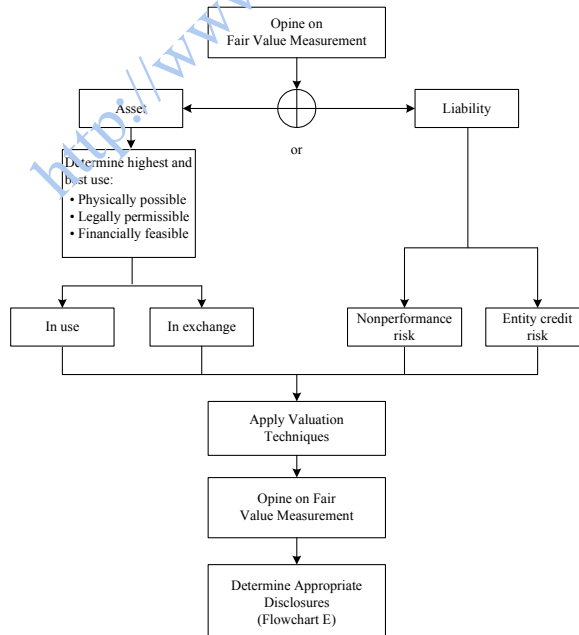 Opine on
Fair Value Measurement
Asset
Liability
or
Determine highest and
best use:
• Physically possible
• Legally permissible
• Financially feasible
In use
In exchange
Nonperformance
risk
Entity credit
risk
Apply Valuation
Techniques
Opine on Fair
Value Measurement
Determine Appropriate
Disclosures
(Flowchart E)
http://www